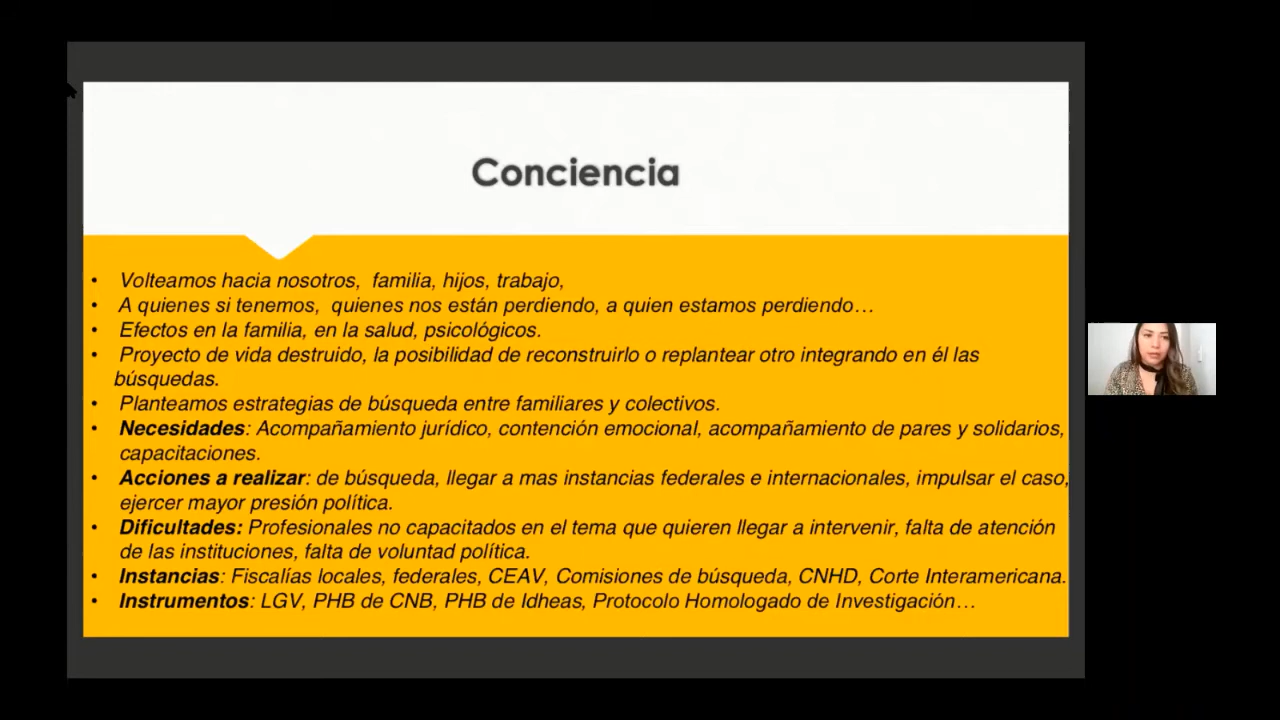 Conciencia
• Volteamos hacia nosotros, familia, hijos, trabajo,
• A quienes si tenemos, quienes nos están perdiendo, a quien estamos perdiendo…
• Efectos en la familia, en la salud, psicológicos.
• Proyecto de vida destruido, la posibilidad de reconstruirlo o replantear otro integrando en él las
búsquedas.
• Planteamos estrategias de búsqueda entre familiares y colectivos.
• Necesidades: Acompañamiento jurídico, contención emocional, acompañamiento de pares y solidarios,
capacitaciones.
• Acciones a realizar: de búsqueda, llegar a mas instancias federales e internacionales, impulsar el caso,
ejercer mayor presión política.
• Dificultades: Profesionales no capacitados en el tema que quieren llegar a intervenir, falta de atención
de las instituciones, falta de voluntad política.
• Instancias: Fiscalías locales, federales, CEAV, Comisiones de búsqueda, CNHD, Corte Interamericana.
• Instrumentos: LGV, PHB de CNB, PHB de Idheas, Protocolo Homologado de Investigación…